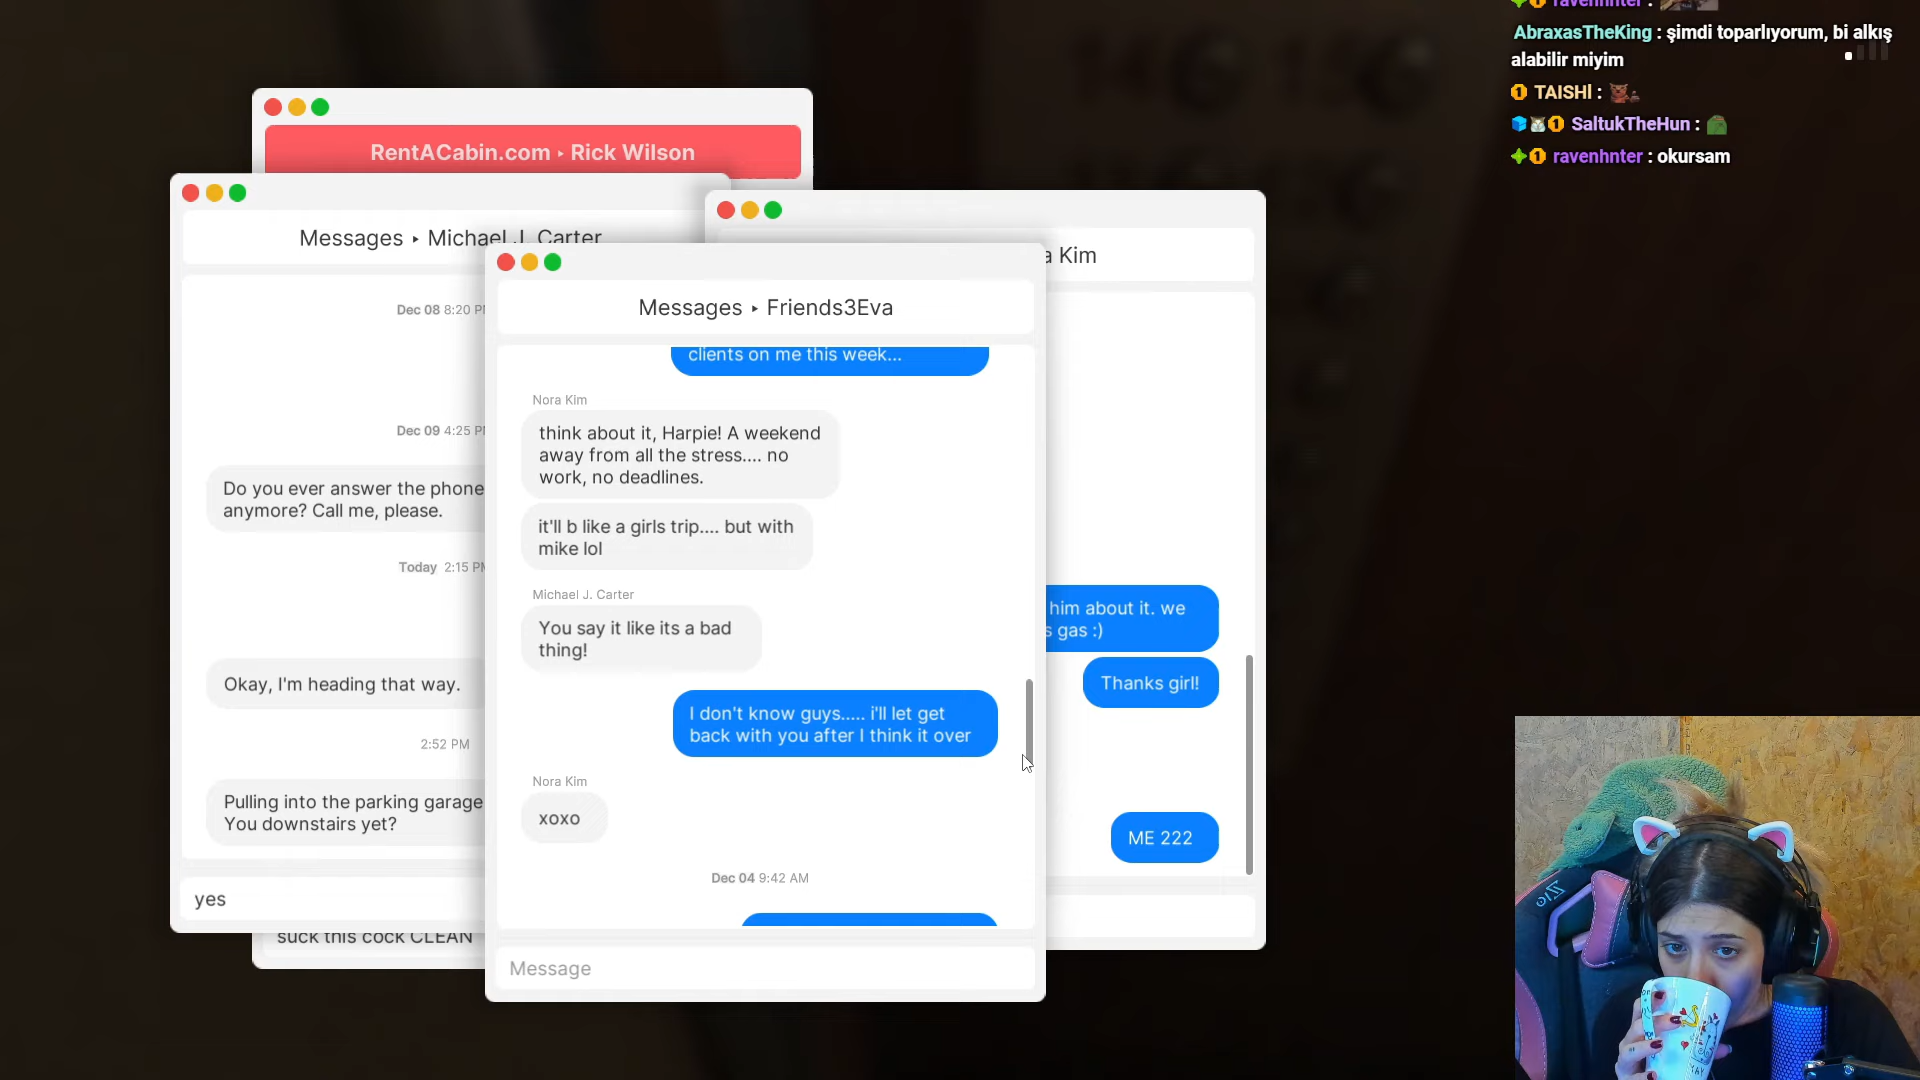 RentACabin.com ▸ Rick Wilson
Messages ▸ Michael J. Carter
Dec 08 8:20 PM
Dec 09 4:25 PM
Do you ever answer the phone
anymore? Call me, please.
Today 2:15 PM
Okay, I'm heading that way.
2:52 PM
Pulling into the parking garage
You downstairs yet?
yes
suck this cock CLEAN
Messages ▸ Friends3Eva
clients on me this week...
Nora Kim
think about it, Harpie! A weekend
away from all the stress.... no
work, no deadlines.
it'll b like a girls trip.... but with
mike lol
Michael J. Carter
You say it like its a bad
thing!
I don't know guys..... i'll let get
back with you after I think it over
Nora Kim
xoxo
Dec 04 9:42 AM
Message
a Kim
him about it. we
s gas :)
Thanks girl!
ME 222
ravenhnter :
AbraxasTheKing : şimdi toparlıyorum, bi alkış
alabilir miyim
TAISHl :
SaltukTheHun :
ravenhnter : okursam